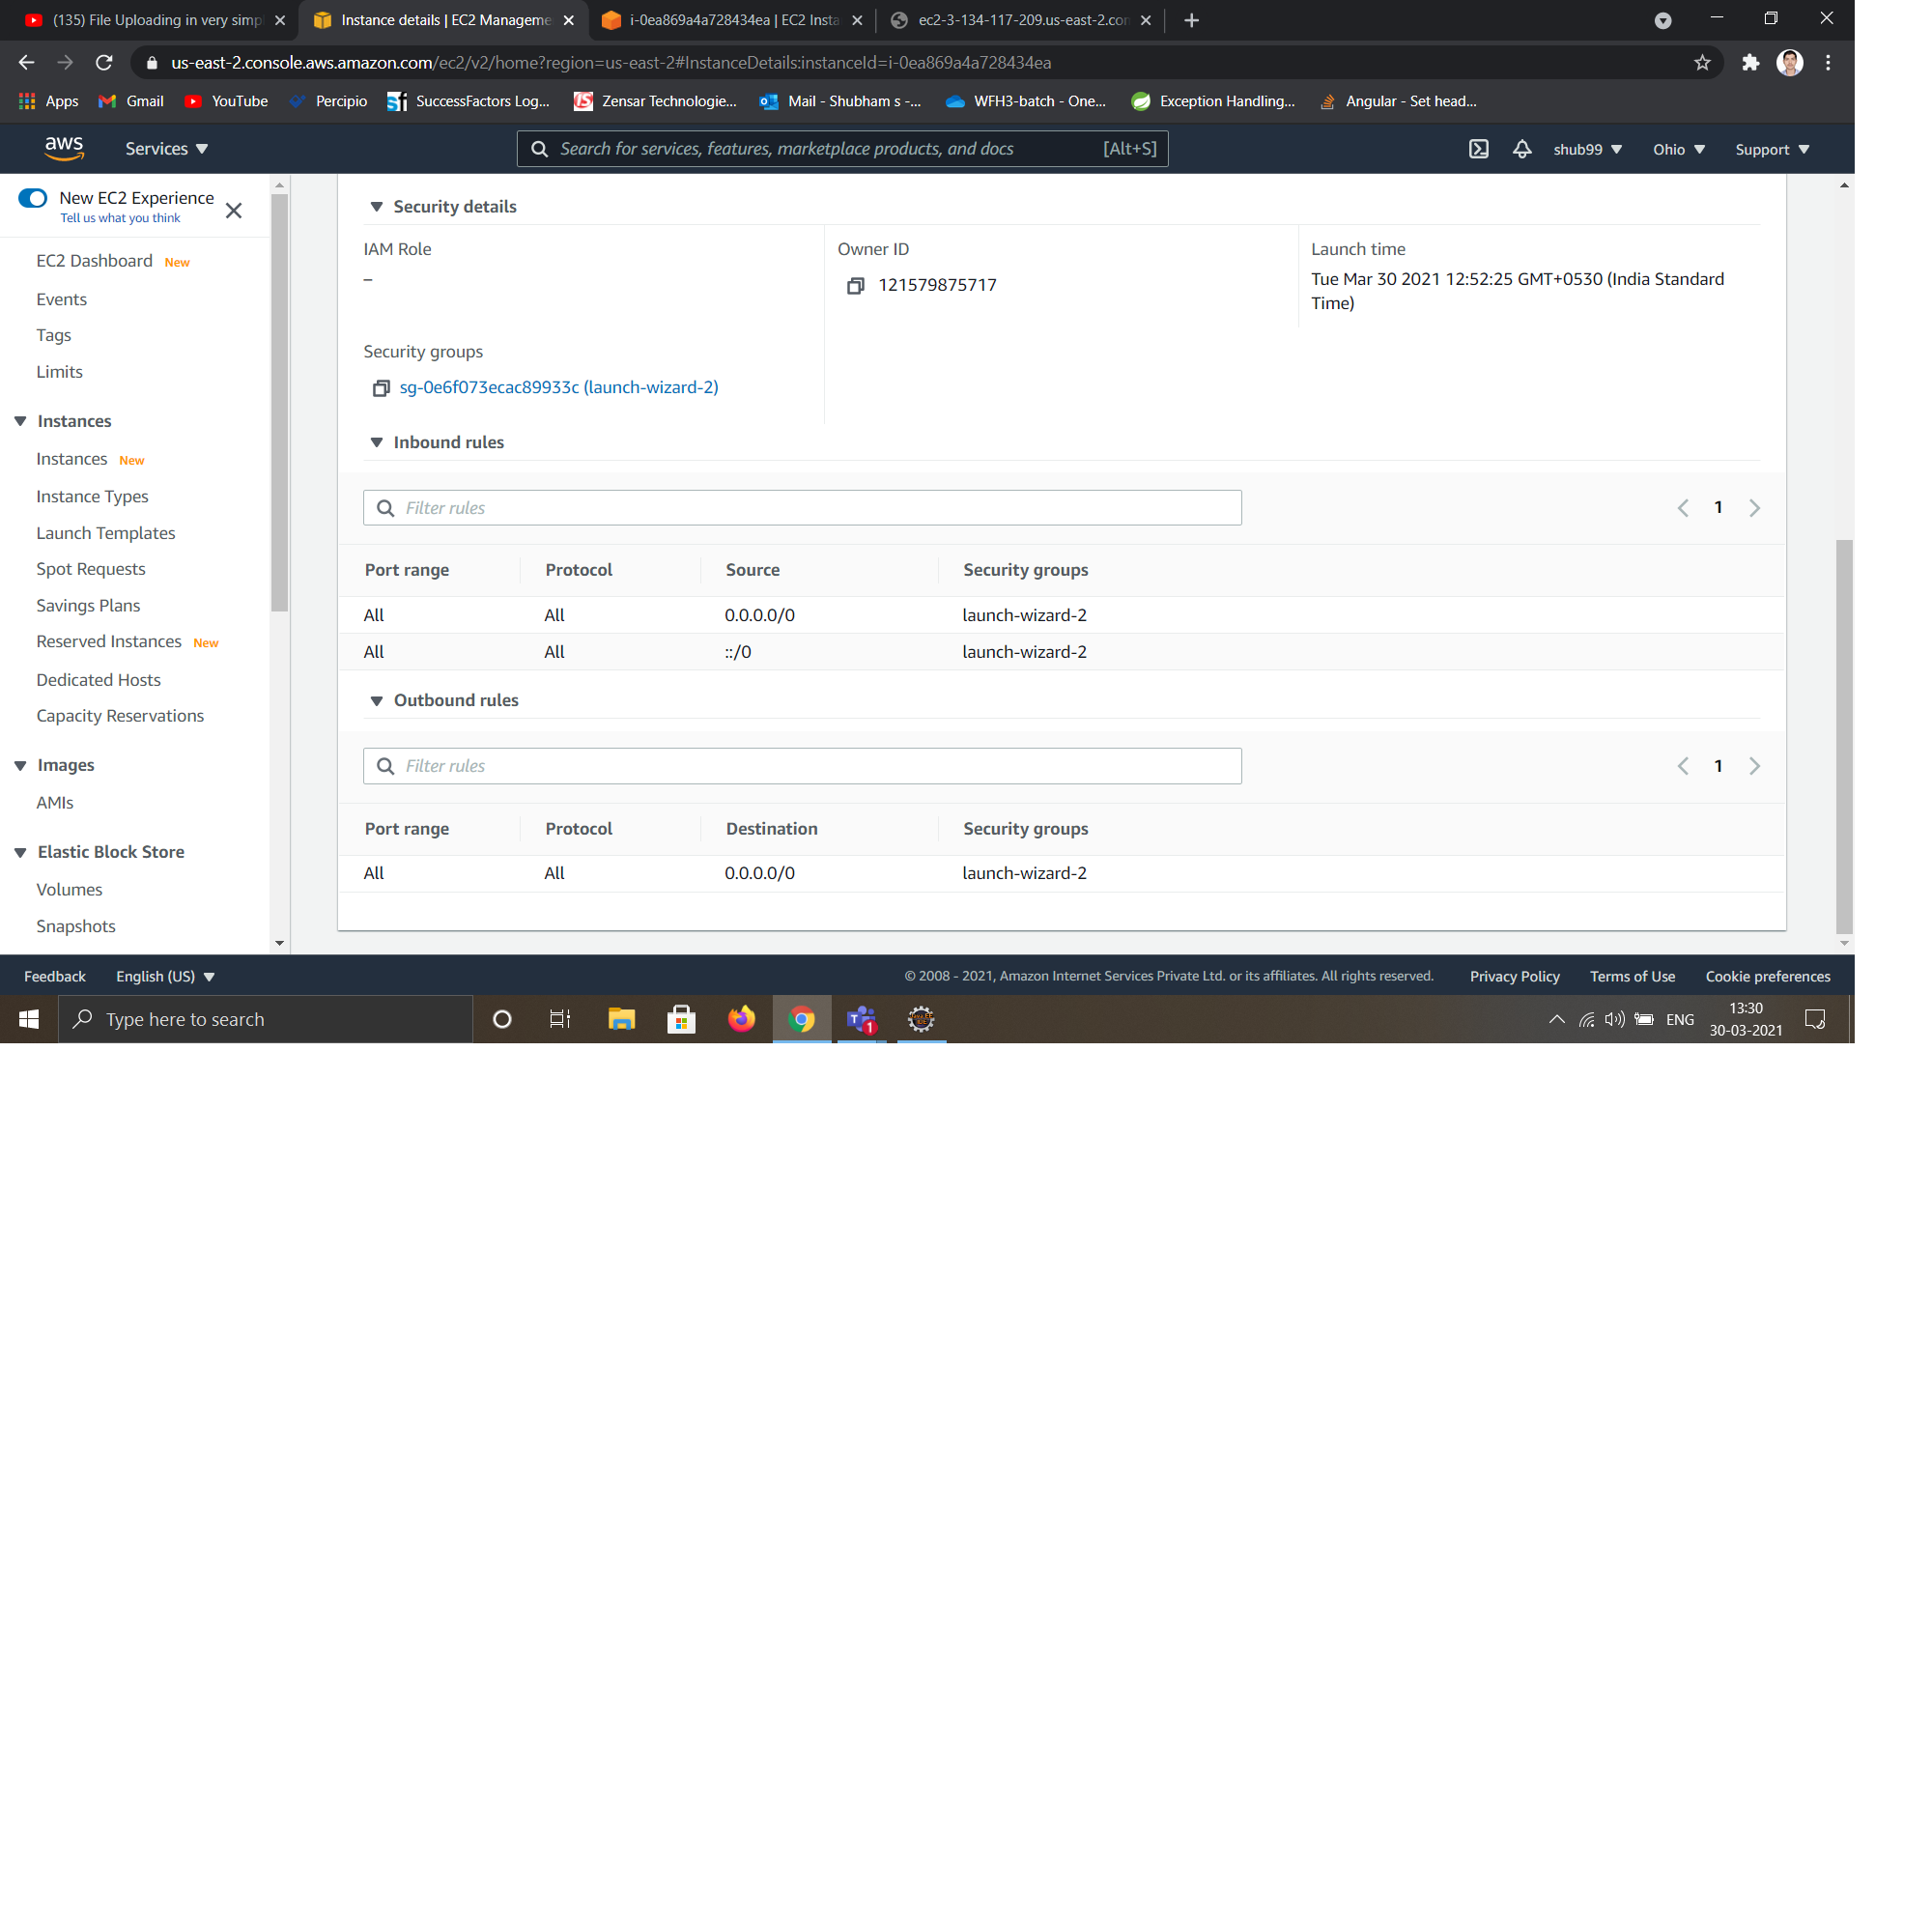 (135) File Uploading in very simp
Instance details | EC2 Manageme
i-0ea869a4a728434ea | EC2 Insta
ec2-3-134-117-209.us-east-2.con
us-east-2.console.aws.amazon.com/ec2/v2/home?region=us-east-2#InstanceDetails:instanceId=i-0ea869a4a728434ea
Apps
Gmail
YouTube
Percipio
SuccessFactors Log...
Zensar Technologie...
Mail - Shubham s -...
WFH3-batch - One...
Exception Handling...
Angular - Set head...
aws
Services
Search for services, features, marketplace products, and docs
[Alt+S]
shub99
Ohio
Support
New EC2 Experience
Tell us what you think
EC2 Dashboard New
Events
Tags
Limits
Instances
Instances New
Instance Types
Launch Templates
Spot Requests
Savings Plans
Reserved Instances New
Dedicated Hosts
Capacity Reservations
Images
AMIs
Elastic Block Store
Volumes
Snapshots
Security details
IAM Role
–
Owner ID
121579875717
Launch time
Tue Mar 30 2021 12:52:25 GMT+0530 (India Standard
Time)
Security groups
sg-0e6f073ecac89933c (launch-wizard-2)
Inbound rules
Filter rules
1
Port range Protocol Source Security groups
All All 0.0.0.0/0 launch-wizard-2
All All ::/0 launch-wizard-2
Outbound rules
Filter rules
1
Port range Protocol Destination Security groups
All All 0.0.0.0/0 launch-wizard-2
Feedback
English (US)
© 2008 - 2021, Amazon Internet Services Private Ltd. or its affiliates. All rights reserved.
Privacy Policy
Terms of Use
Cookie preferences
Type here to search
1
ENG
13:30
30-03-2021